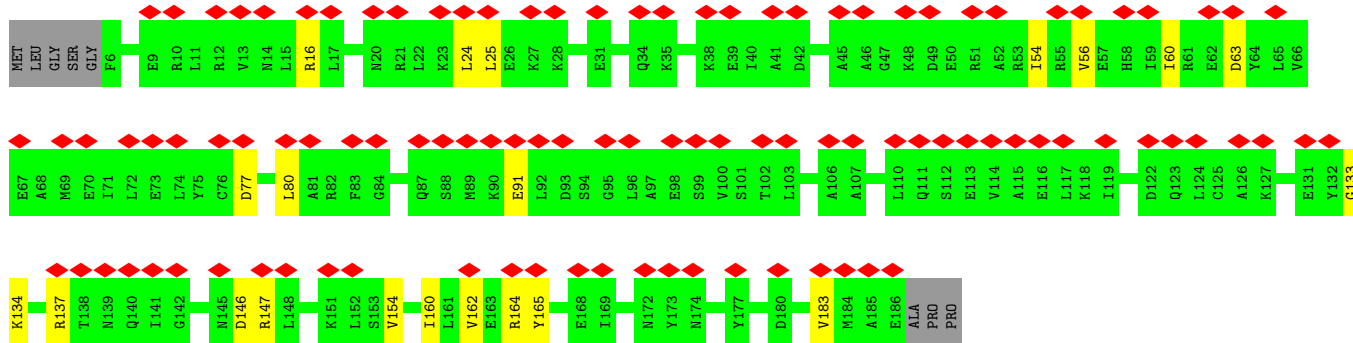 MET LEU GLY SER GLY F6 E9 R10 L11 R12 V13 N14 L15 R16 L17 N20 R21 L22 K23 L24 L25 E26 K27 K28 E31 Q34 K35 K38 E39 I40 A41 D42 A45 A46 G47 K48 D49 E50 R51 A52 R53 I54 R55 V56 E57 H58 I59 I60 R61 E62 D63 Y64 L65 V66
E67 A68 M69 E70 I71 L72 E73 L74 Y75 C76 D77 L80 A81 R82 F83 G84 Q87 S88 M89 K90 E91 L92 D93 S94 G95 L96 A97 E98 S99 V100 S101 T102 L103 A106 A107 L110 Q111 S112 E113 V114 A115 E116 L117 K118 I119 D122 Q123 L124 C125 A126 K127 E131 Y132 G133
K134 R137 T138 N139 Q140 I141 G142 N145 D146 R147 L148 K151 L152 S153 V154 I160 L161 V162 E163 R164 Y165 E168 I169 N172 Y173 N174 Y177 D180 V183 M184 A185 E186 ALA PRO PRO